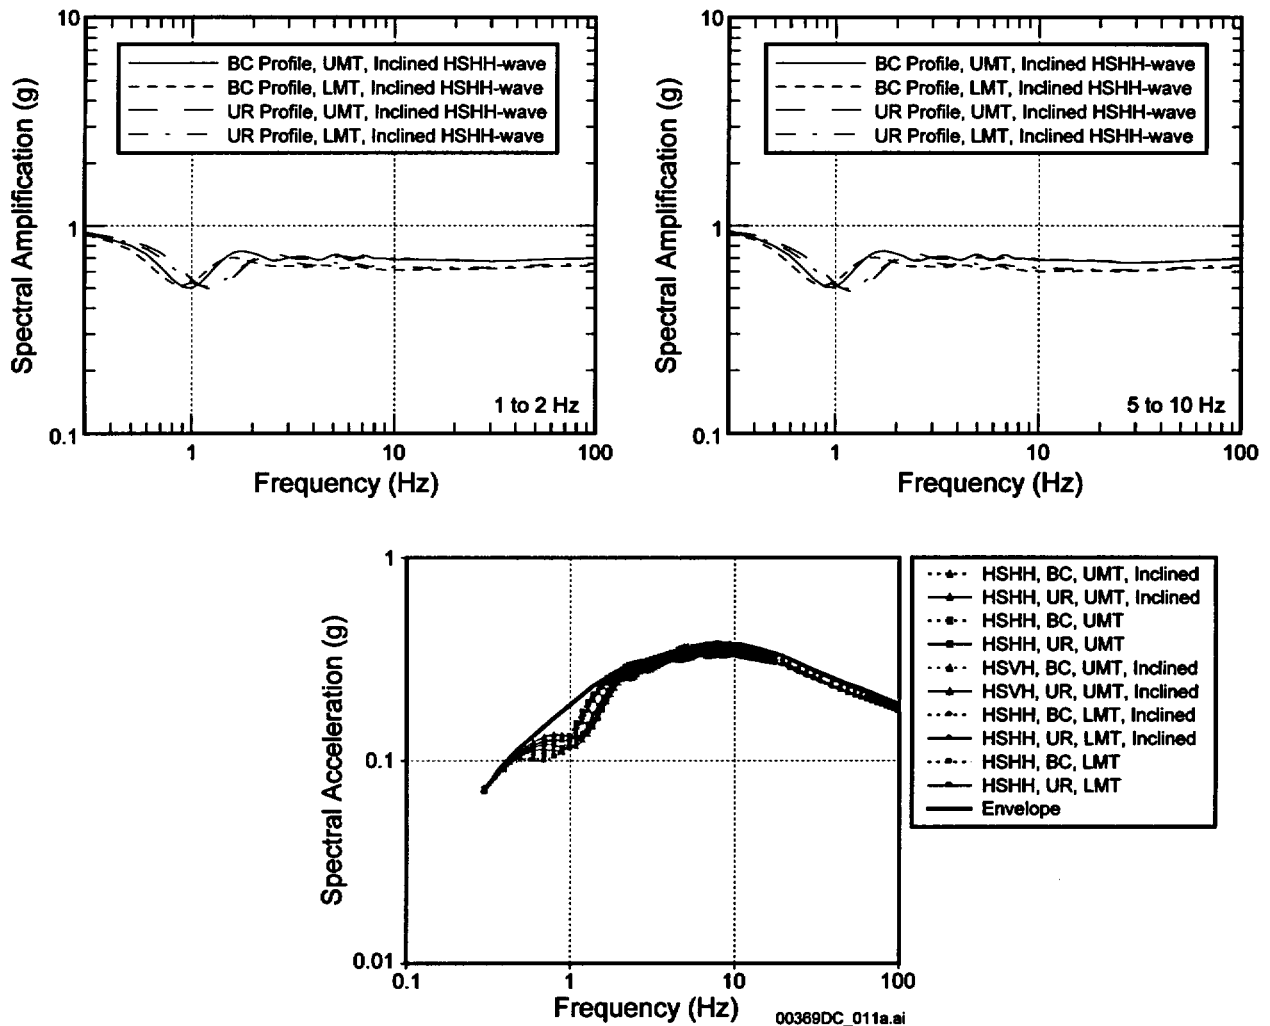 10
1
0.1
Spectral Amplification (g)
BC Profile, UMT, Inclined HSHH-wave
BC Profile, LMT, Inclined HSHH-wave
UR Profile, UMT, Inclined HSHH-wave
UR Profile, LMT, Inclined HSHH-wave
1 to 2 Hz
1
10
100
Frequency (Hz)
10
1
0.1
Spectral Amplification (g)
BC Profile, UMT, Inclined HSHH-wave
BC Profile, LMT, Inclined HSHH-wave
UR Profile, UMT, Inclined HSHH-wave
UR Profile, LMT, Inclined HSHH-wave
5 to 10 Hz
1
10
100
Frequency (Hz)
1
0.1
0.01
Spectral Acceleration (g)
0.1
1
10
100
Frequency (Hz)
HSHH, BC, UMT, Inclined
HSHH, UR, UMT, Inclined
HSHH, BC, UMT
HSHH, UR, UMT
HSVH, BC, UMT, Inclined
HSVH, UR, UMT, Inclined
HSHH, BC, LMT, Inclined
HSHH, UR, LMT, Inclined
HSHH, BC, LMT
HSHH, UR, LMT
Envelope
00369DC_011a.ai